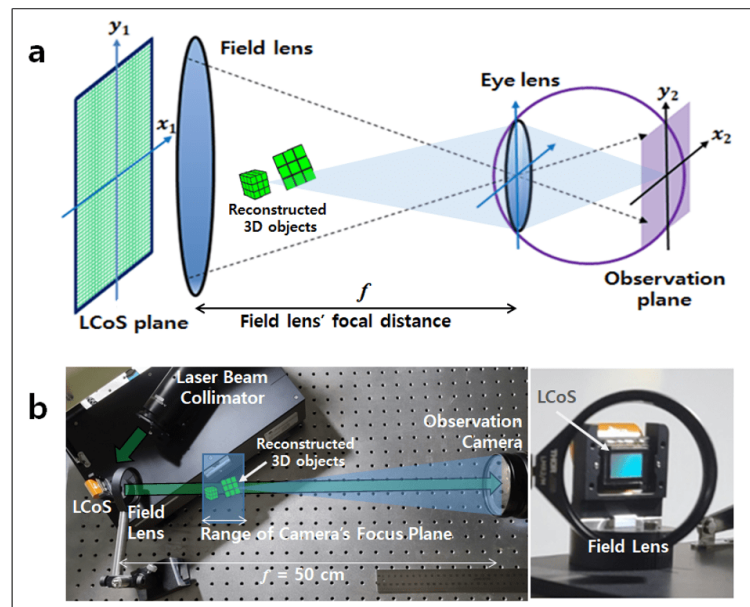 a
y1
x1
Field lens
Eye lens
y2
x2
Reconstructed
3D objects
f
Field lens' focal distance
LCoS plane
Observation
plane
b
Laser Beam
Collimator
Reconstructed
3D objects
Observation
Camera
LCoS
Field
Lens
Range of Camera's Focus Plane
f = 50 cm
LCoS
Field Lens